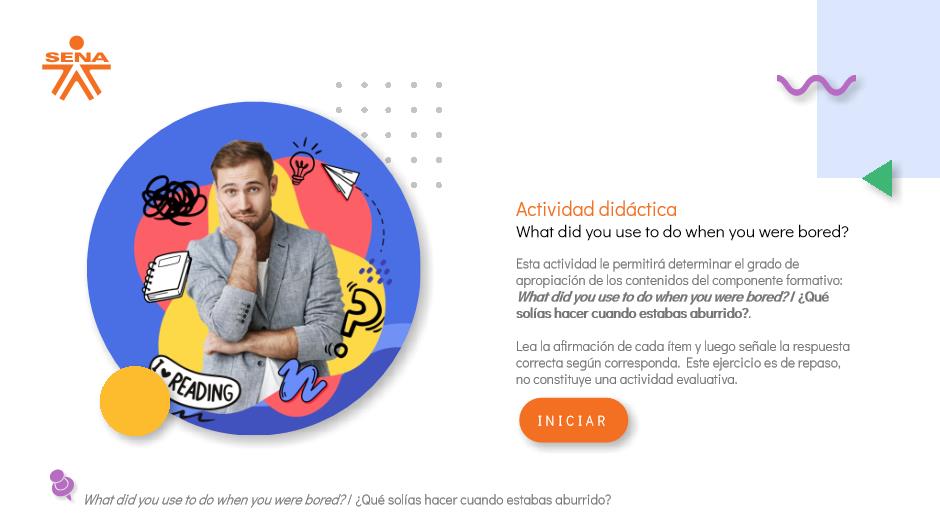 SENA
Actividad didáctica
What did you use to do when you were bored?
Esta actividad le permitirá determinar el grado de
apropiación de los contenidos del componente formativo:
What did you use to do when you were bored? / ¿Qué
solías hacer cuando estabas aburrido?.
Lea la afirmación de cada ítem y luego señale la respuesta
correcta según corresponda. Este ejercicio es de repaso,
no constituye una actividad evaluativa.
I ♥ READING
?
INICIAR
What did you use to do when you were bored? / ¿Qué solías hacer cuando estabas aburrido?